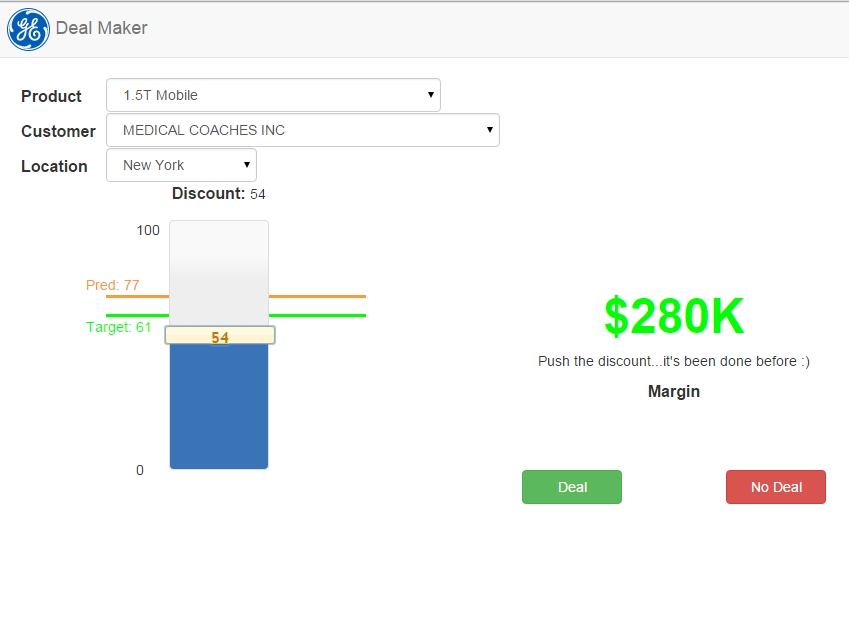 GE Deal Maker
Product 1.5T Mobile
Customer MEDICAL COACHES INC
Location New York
Discount: 54
100
Pred: 77
Target: 61
54
0
$280K
Push the discount...it's been done before :)
Margin
Deal No Deal